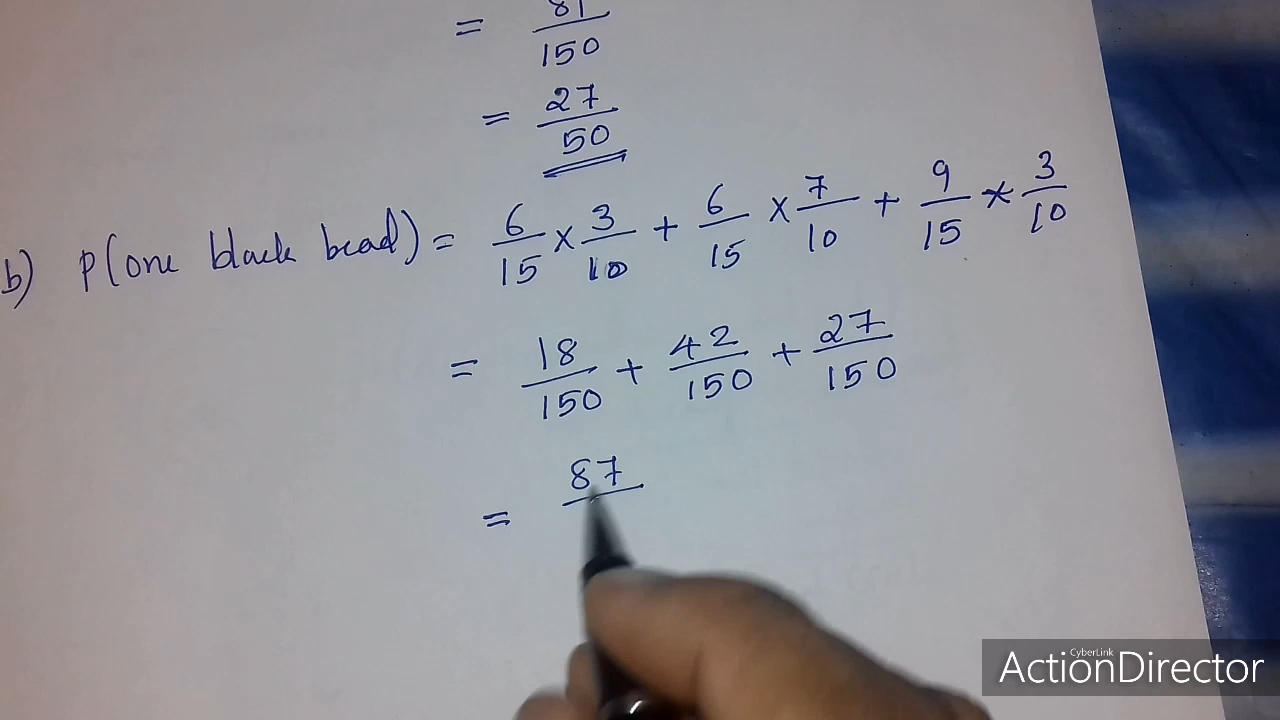 = 81/150
= 27/50
b) P(one black bead) = 6/15 × 3/10 + 6/15 × 7/10 + 9/15 × 3/10
= 18/150 + 42/150 + 27/150
= 87
CyberLink
ActionDirector